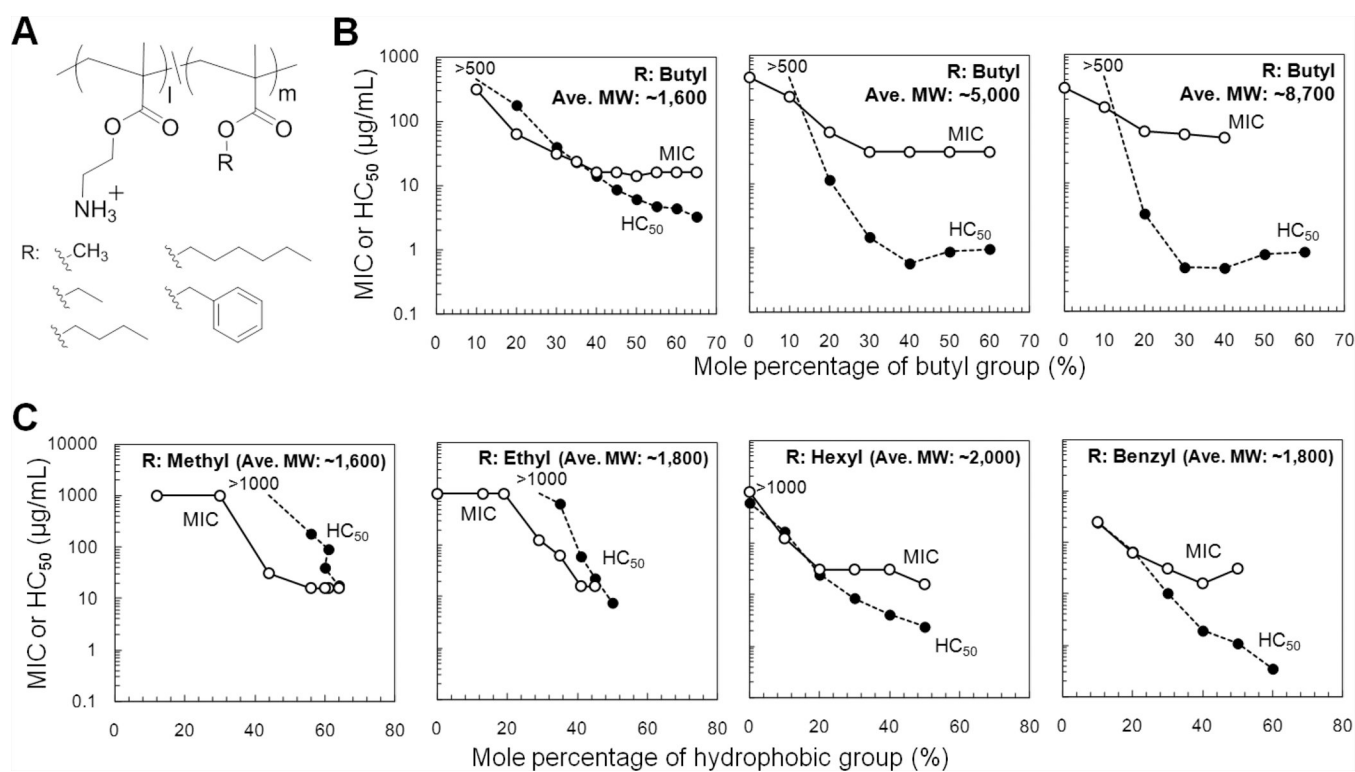 A
l
m
O
O
O
O
R
NH3
+
R:
CH3
B
MIC or HC50 (µg/mL)
1000
100
10
1
0.1
>500
R: Butyl
Ave. MW: ~1,600
MIC
HC50
0 10 20 30 40 50 60 70
>500
R: Butyl
Ave. MW: ~5,000
MIC
HC50
0 10 20 30 40 50 60 70
>500
R: Butyl
Ave. MW: ~8,700
MIC
HC50
0 10 20 30 40 50 60 70
Mole percentage of butyl group (%)
C
MIC or HC50 (µg/mL)
10000
1000
100
10
1
0.1
R: Methyl (Ave. MW: ~1,600)
>1000
MIC
HC50
0 20 40 60 80
R: Ethyl (Ave. MW: ~1,800)
>1000
MIC
HC50
0 20 40 60 80
R: Hexyl (Ave. MW: ~2,000)
>1000
MIC
HC50
0 20 40 60 80
R: Benzyl (Ave. MW: ~1,800)
MIC
HC50
0 20 40 60 80
Mole percentage of hydrophobic group (%)